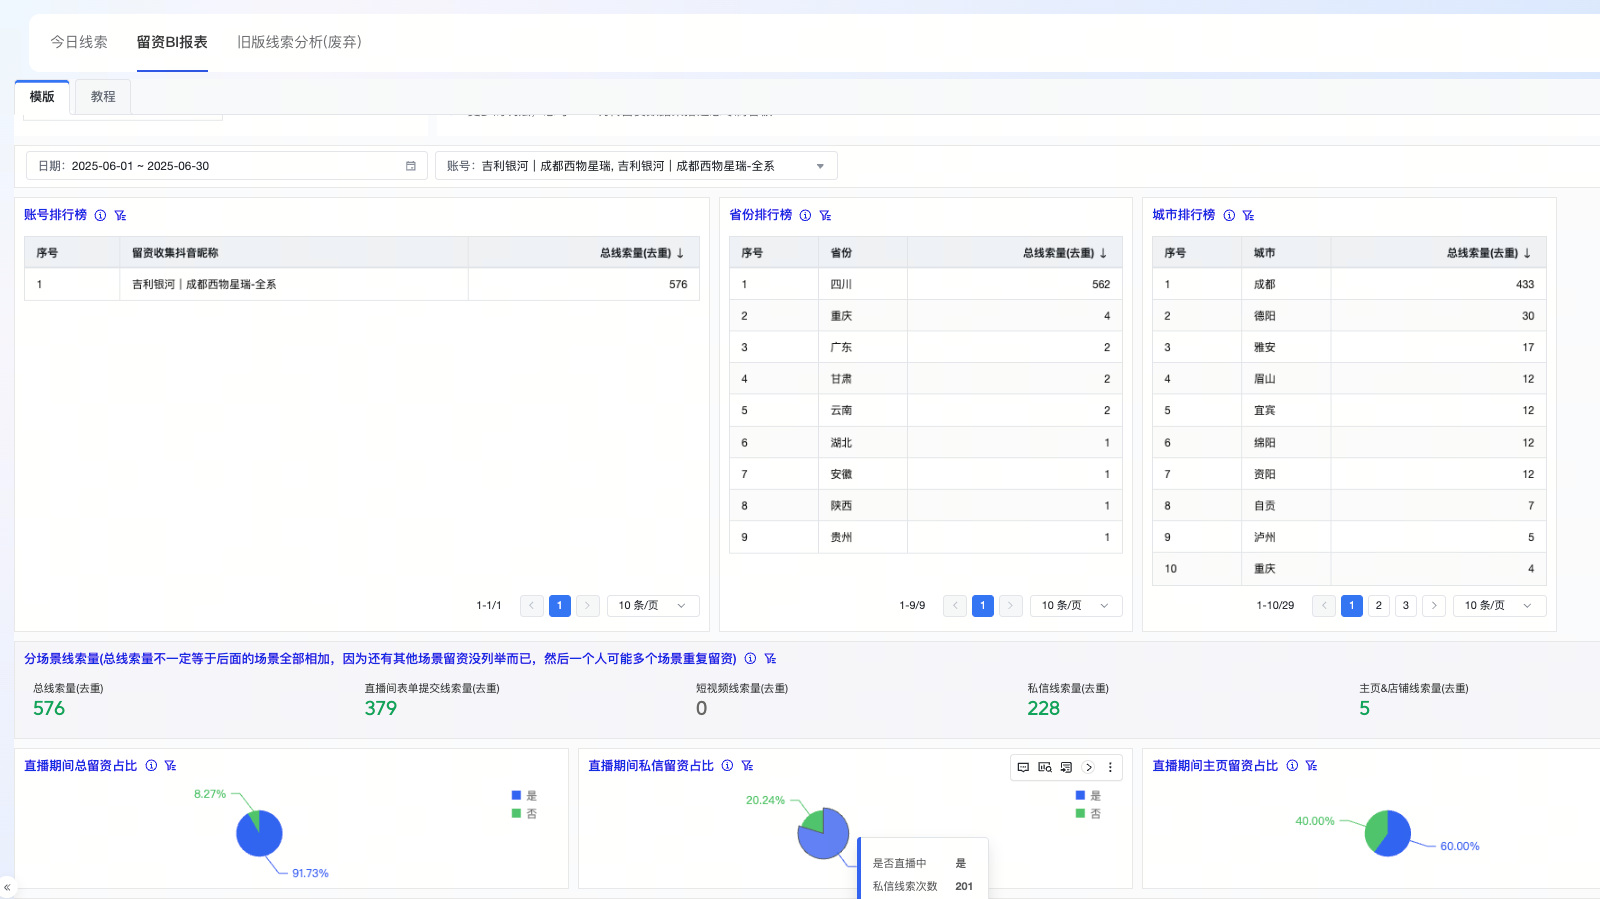 今日线索
留资BI报表
旧版线索分析(废弃)
模版
教程
日期: 2025-06-01 ~ 2025-06-30
账号: 吉利银河｜成都西物星瑞, 吉利银河｜成都西物星瑞-全系
账号排行榜
序号 留资收集抖音昵称 总线索量(去重) ↓
1 吉利银河｜成都西物星瑞-全系 576
1-1/1 1 10 条/页
省份排行榜
序号 省份 总线索量(去重) ↓
1 四川 562
2 重庆 4
3 广东 2
4 甘肃 2
5 云南 2
6 湖北 1
7 安徽 1
8 陕西 1
9 贵州 1
1-9/9 1 10 条/页
城市排行榜
序号 城市 总线索量(去重) ↓
1 成都 433
2 德阳 30
3 雅安 17
4 眉山 12
5 宜宾 12
6 绵阳 12
7 资阳 12
8 自贡 7
9 泸州 5
10 重庆 4
1-10/29 1 2 3 10 条/页
分场景线索量(总线索量不一定等于后面的场景全部相加，因为还有其他场景留资没列举而已，然后一个人可能多个场景重复留资)
总线索量(去重)
576
直播间表单提交线索量(去重)
379
短视频线索量(去重)
0
私信线索量(去重)
228
主页&店铺线索量(去重)
5
直播期间总留资占比
8.27%
91.73%
是
否
直播期间私信留资占比
20.24%
是
否
是否直播中 是
私信线索次数 201
直播期间主页留资占比
40.00%
60.00%